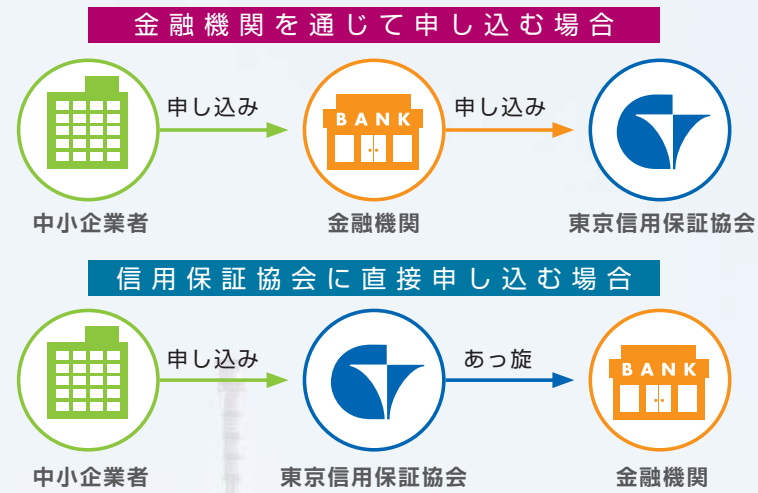 金融機関を通じて申し込む場合
申し込み
申し込み
BANK
中小企業者
金融機関
東京信用保証協会
信用保証協会に直接申し込む場合
申し込み
あっ旋
BANK
中小企業者
東京信用保証協会
金融機関